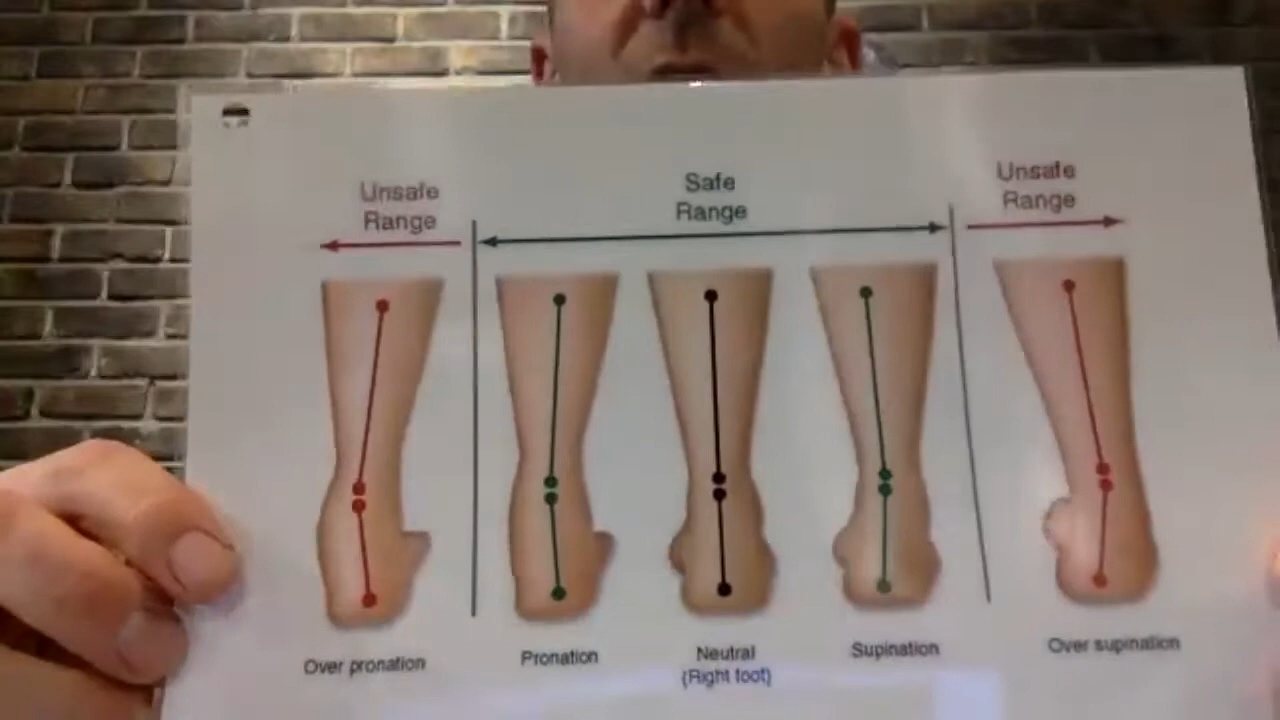 Unsafe
Range
Safe
Range
Unsafe
Range
Over pronation
Pronation
Neutral
(Right foot)
Supination
Over supination